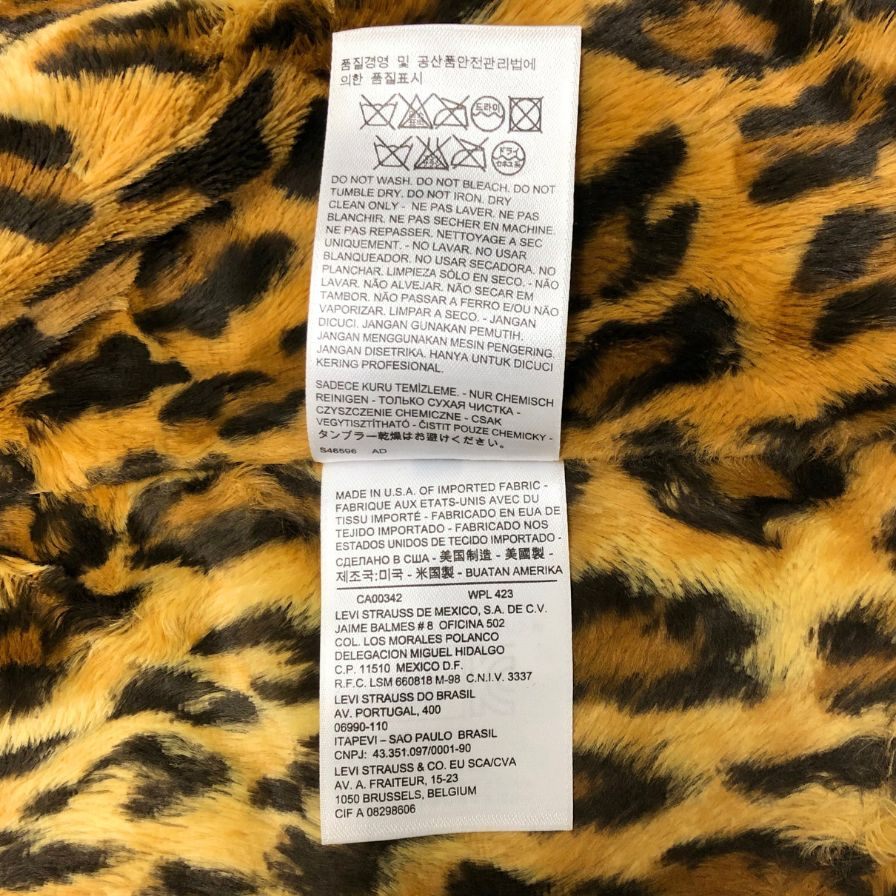 품질경영 및 공산품안전관리법에
의한 품질표시
드라이
ドライ
DO NOT WASH. DO NOT BLEACH. DO NOT
TUMBLE DRY. DO NOT IRON. DRY
CLEAN ONLY - NE PAS LAVER. NE PAS
BLANCHIR. NE PAS SECHER EN MACHINE.
NE PAS REPASSER. NETTOYAGE A SEC
UNIQUEMENT. - NO LAVAR. NO USAR
BLANQUEADOR. NO USAR SECADORA. NO
PLANCHAR. LIMPIEZA SÓLO EN SECO. - NÃO
LAVAR. NÃO ALVEJAR. NÃO SECAR EM
TAMBOR. NÃO PASSAR A FERRO E/OU NÃO
VAPORIZAR. LIMPAR A SECO. - JANGAN
DICUCI. JANGAN GUNAKAN PEMUTIH.
JANGAN MENGGUNAKAN MESIN PENGERING.
JANGAN DISETRIKA. HANYA UNTUK DICUCI
KERING PROFESIONAL.
SADECE KURU TEMİZLEME. - NUR CHEMISCH
REINIGEN - ТОЛЬКО СУХАЯ ЧИСТКА -
CZYSZCZENIE CHEMICZNE - CSAK
VEGYTISZTÍTHATÓ - ČISTIT POUZE CHEMICKY -
タンブラー乾燥はお避けください。
S46596 AD
MADE IN U.S.A. OF IMPORTED FABRIC -
FABRIQUE AUX ETATS-UNIS AVEC DU
TISSU IMPORTÉ - FABRICADO EN EUA DE
TEJIDO IMPORTADO - FABRICADO NOS
ESTADOS UNIDOS DE TECIDO IMPORTADO -
СДЕЛАНО В США - 美国制造 - 美國製 -
제조국:미국 - 米国製 - BUATAN AMERIKA
CA00342 WPL 423
LEVI STRAUSS DE MEXICO, S.A. DE C.V.
JAIME BALMES # 8 OFICINA 502
COL. LOS MORALES POLANCO
DELEGACION MIGUEL HIDALGO
C.P. 11510 MEXICO D.F.
R.F.C. LSM 660818 M-98 C.N.I.V. 3337
LEVI STRAUSS DO BRASIL
AV. PORTUGAL, 400
06990-110
ITAPEVI – SAO PAULO BRASIL
CNPJ: 43.351.097/0001-90
LEVI STRAUSS & CO. EU SCA/CVA
AV. A. FRAITEUR, 15-23
1050 BRUSSELS, BELGIUM
CIF A 08298606